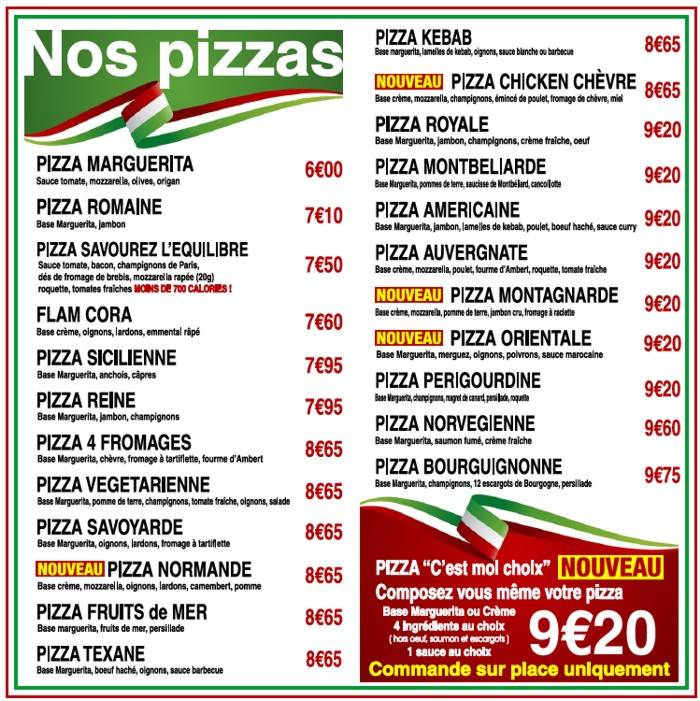 Nos pizzas
PIZZA MARGUERITA 6€00
Sauce tomate, mozzarella, olives, origan
PIZZA ROMAINE 7€10
Base Marguerita, jambon
PIZZA SAVOUREZ L'EQUILIBRE 7€50
Sauce tomate, bacon, champignons de Paris,
dés de fromage de brebis, mozzarella rapée (20g)
roquette, tomates fraîches MOINS DE 700 CALORIES !
FLAM CORA 7€60
Base crème, oignons, lardons, emmental râpé
PIZZA SICILIENNE 7€95
Base Marguerita, anchois, câpres
PIZZA REINE 7€95
Base Marguerita, jambon, champignons
PIZZA 4 FROMAGES 8€65
Base Marguerita, chèvre, fromage à tartiflette, fourme d'Ambert
PIZZA VEGETARIENNE 8€65
Base Marguerita, pomme de terre, champignons, tomate fraîche, oignons, salade
PIZZA SAVOYARDE 8€65
Base Marguerita, oignons, lardons, fromage à tartiflette
NOUVEAU PIZZA NORMANDE 8€65
Base crème, mozzarella, oignons, lardons, camembert, pomme
PIZZA FRUITS de MER 8€65
Base marguerita, fruits de mer, persillade
PIZZA TEXANE 8€65
Base Marguerita, boeuf haché, oignons, sauce barbecue
PIZZA KEBAB 8€65
Base marguerita, lamelles de kebab, oignons, sauce blanche ou barbecue
NOUVEAU PIZZA CHICKEN CHÈVRE 8€65
Base crème, mozzarella, champignons, émincé de poulet, fromage de chèvre, miel
PIZZA ROYALE 9€20
Base Marguerita, jambon, champignons, crème fraîche, oeuf
PIZZA MONTBELIARDE 9€20
Base Marguerita, pommes de terre, saucisse de Montbéliard, cancoillotte
PIZZA AMERICAINE 9€20
Base Marguerita, jambon, lamelles de kebab, poulet, boeuf haché, sauce curry
PIZZA AUVERGNATE 9€20
Base crème, mozzarella, poulet, fourme d'Ambert, roquette, tomate fraîche
NOUVEAU PIZZA MONTAGNARDE 9€20
Base crème, mozzarella, pomme de terre, jambon cru, fromage à raclette
NOUVEAU PIZZA ORIENTALE 9€20
Base Marguerita, merguez, oignons, poivrons, sauce marocaine
PIZZA PERIGOURDINE 9€20
Base Marguerita, champignons, magret de canard, persillade, roquette
PIZZA NORVEGIENNE 9€60
Base Marguerita, saumon fumé, crème fraîche
PIZZA BOURGUIGNONNE 9€75
Base Marguerita, champignons, 12 escargots de Bourgogne, persillade
PIZZA "C'est moi choix" NOUVEAU
Composez vous même votre pizza
Base Marguerita ou Crème
4 ingrédients au choix
( hors oeuf, saumon et escargots )
1 sauce au choix
9€20
Commande sur place uniquement